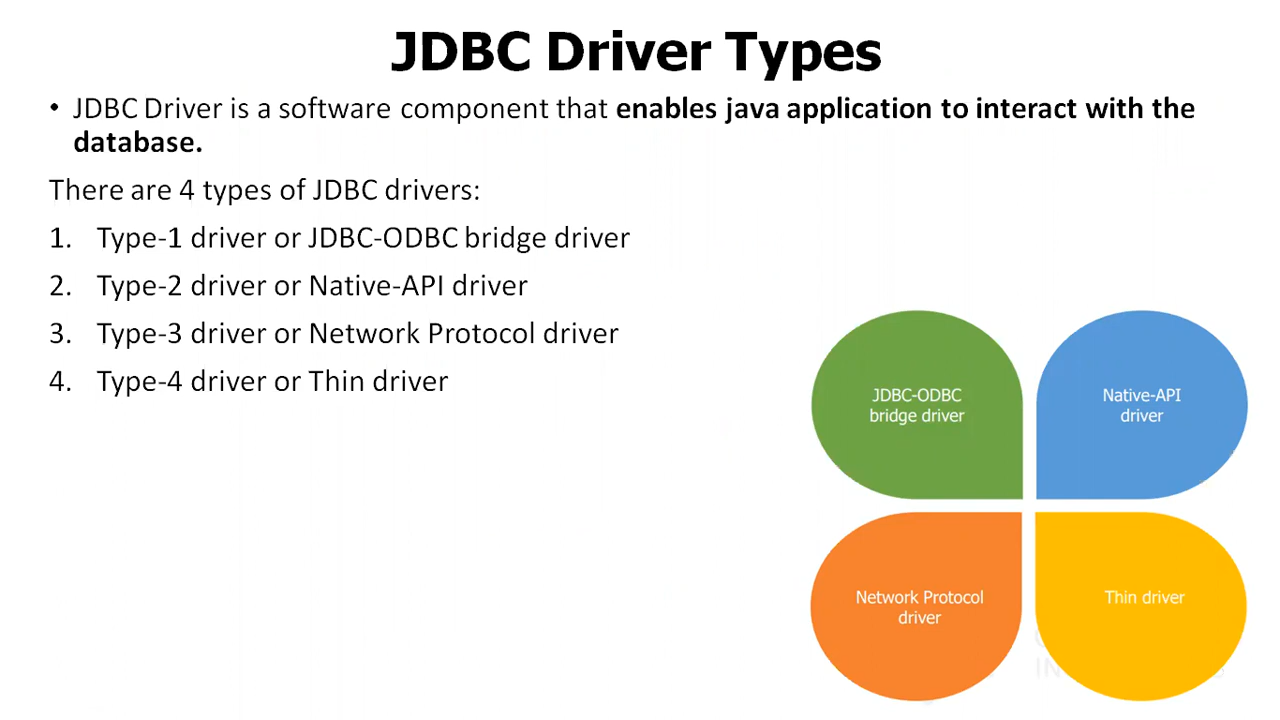 JDBC Driver Types
• JDBC Driver is a software component that enables java application to interact with the
database.
There are 4 types of JDBC drivers:
1. Type-1 driver or JDBC-ODBC bridge driver
2. Type-2 driver or Native-API driver
3. Type-3 driver or Network Protocol driver
4. Type-4 driver or Thin driver
JDBC-ODBC
bridge driver
Native-API
driver
Network Protocol
driver
Thin driver